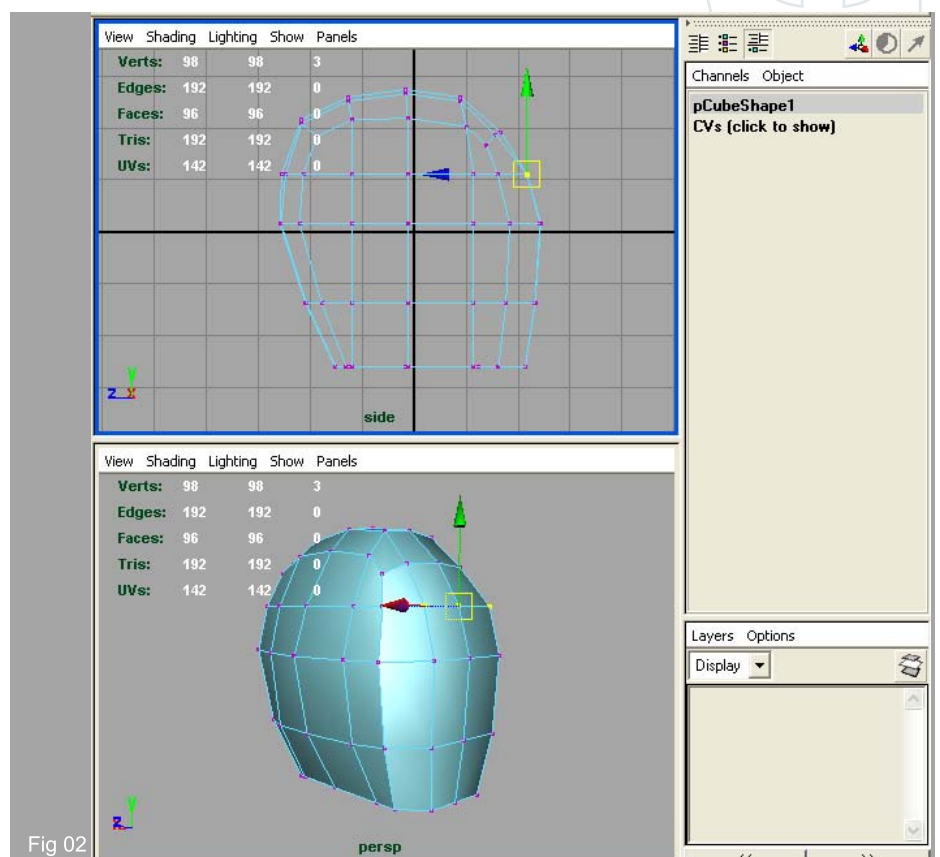 View Shading Lighting Show Panels
Verts: 98 98 3
Edges: 192 192 0
Faces: 96 96 0
Tris: 192 192 0
UVs: 142 142 0
y
z x
side
View Shading Lighting Show Panels
Verts: 98 98 3
Edges: 192 192 0
Faces: 96 96 0
Tris: 192 192 0
UVs: 142 142 0
y
z
persp
Channels Object
pCubeShape1
CVs (click to show)
Layers Options
Display
Fig 02